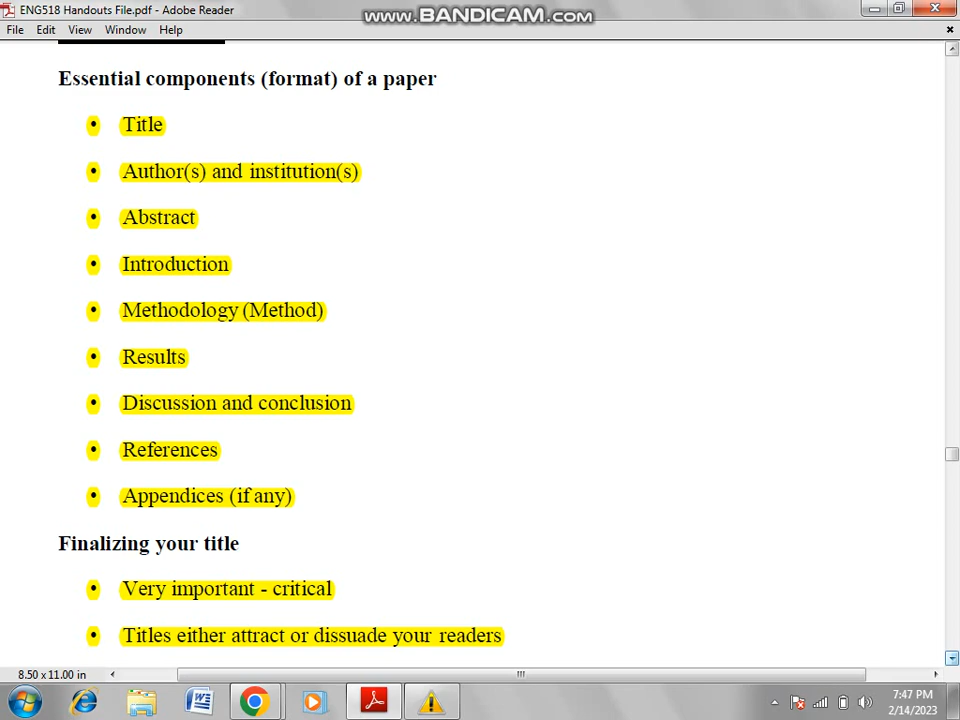 ENG518 Handouts File.pdf - Adobe Reader
www.BANDICAM.com
File Edit View Window Help
Essential components (format) of a paper
• Title
• Author(s) and institution(s)
• Abstract
• Introduction
• Methodology (Method)
• Results
• Discussion and conclusion
• References
• Appendices (if any)
Finalizing your title
• Very important - critical
• Titles either attract or dissuade your readers
8.50 x 11.00 in
7:47 PM
2/14/2023